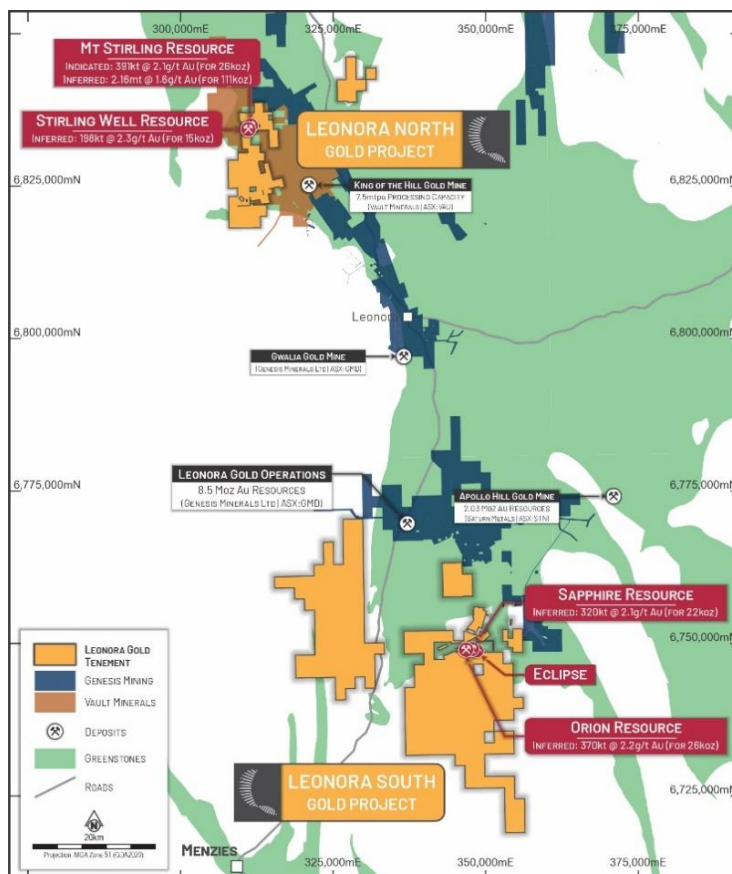 300,000mE
325,000mE
350,000mE
375,000mE
Mt Stirling Resource
Indicated: 391kt @ 2.1g/t Au (for 26koz)
Inferred: 2.16mt @ 1.6g/t Au (for 111koz)
Stirling Well Resource
Inferred: 198kt @ 2.3g/t Au (for 15koz)
LEONORA NORTH
GOLD PROJECT
6,825,000mN
6,825,000mN
King of the Hill Gold Mine
7.5mtpa Processing Capacity
(Vault Minerals | ASX:VAU)
Leonora
6,800,000mN
6,800,000mN
Gwalia Gold Mine
(Genesis Minerals Ltd | ASX:GMD)
Leonora Gold Operations
8.5 Moz Au Resources
(Genesis Minerals Ltd | ASX:GMD)
6,775,000mN
6,775,000mN
Apollo Hill Gold Mine
2.03 Moz Au Resources
(Saturn Metals | ASX:STN)
Sapphire Resource
Inferred: 320kt @ 2.1g/t Au (for 22koz)
6,750,000mN
Eclipse
Orion Resource
Inferred: 370kt @ 2.2g/t Au (for 26koz)
Leonora Gold
Tenement
Genesis Mining
Vault Minerals
Deposits
Greenstones
Roads
N
20km
Projection: MGA Zone 51 (GDA2020)
LEONORA SOUTH
GOLD PROJECT
6,725,000mN
Menzies
325,000mE
350,000mE
375,000mE